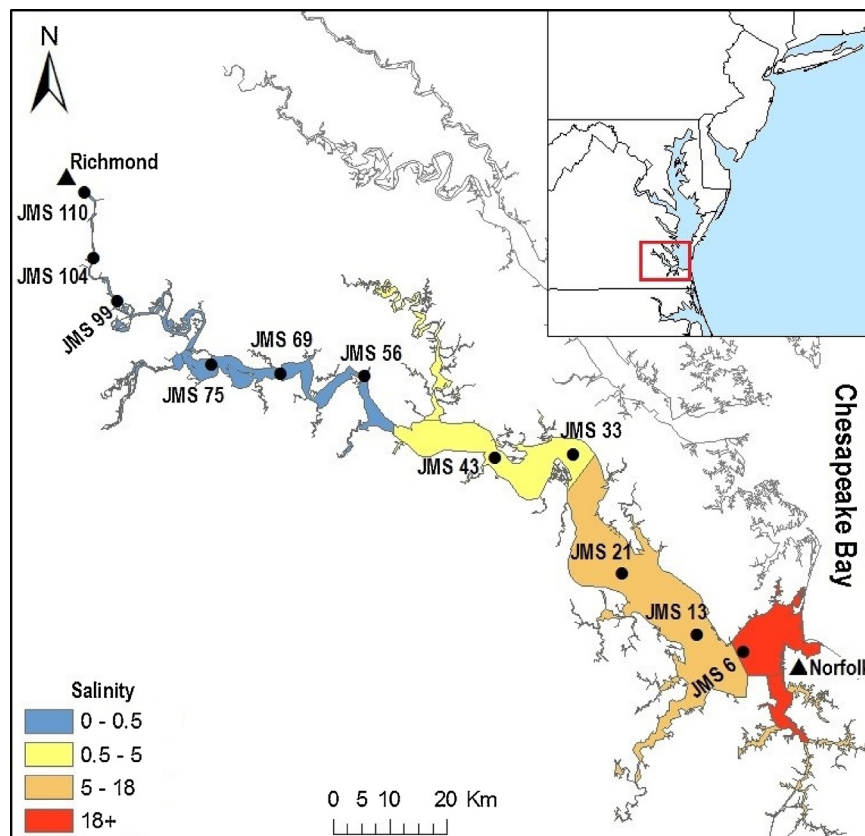 N
Richmond
JMS 110
JMS 104
JMS 99
JMS 75
JMS 69
JMS 56
JMS 43
JMS 33
JMS 21
JMS 13
JMS 6
Norfolk
Chesapeake Bay
Salinity
0 - 0.5
0.5 - 5
5 - 18
18+
0 5 10 20 Km